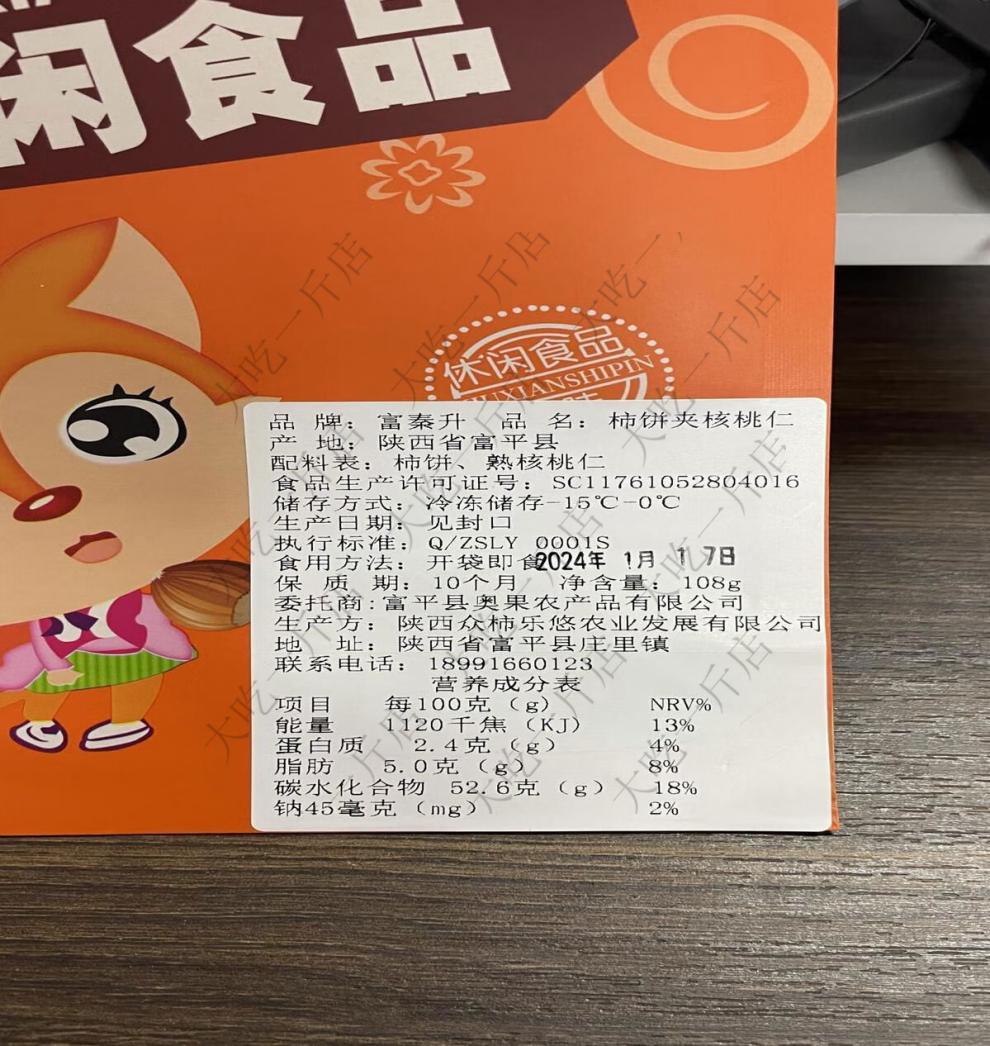 闲食品
休闲食品
UXIANSHIPIN
品 牌：富秦升 品 名：柿饼夹核桃仁
产 地：陕西省富平县
配料表：柿饼、熟核桃仁
食品生产许可证号：SC11761052804016
储存方式：冷冻储存-15℃-0℃
生产日期：见封口
执行标准：Q/ZSLY 0001S
食用方法：开袋即食
2024年 1月 1 7日
保 质 期：10个月 净含量：108g
委托商:富平县奥果农产品有限公司
生产方：陕西众柿乐悠农业发展有限公司
地 址：陕西省富平县庄里镇
联系电话：18991660123
营养成分表
项目 每100克（g） NRV%
能量 1120千焦（KJ） 13%
蛋白质 2.4克（g） 4%
脂肪 5.0克（g） 8%
碳水化合物 52.6克（g） 18%
钠45毫克（mg） 2%
大吃一斤店